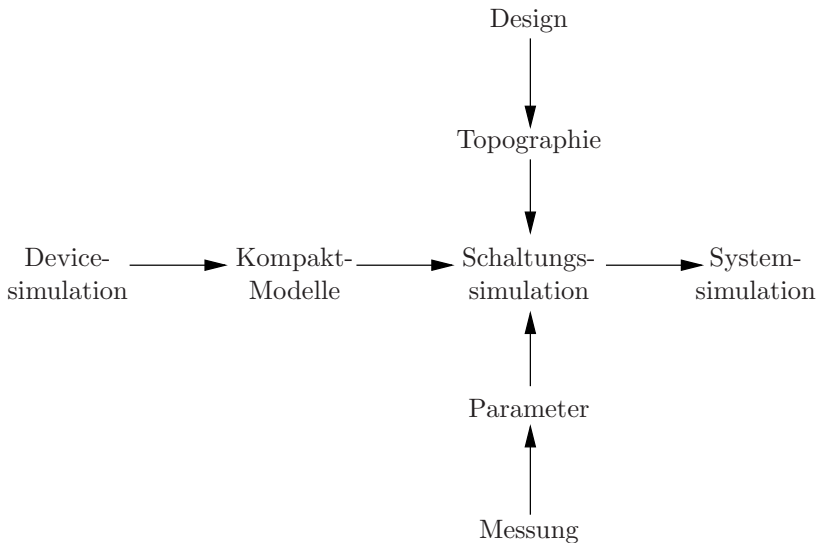 Design
Topographie
Device-
simulation
Kompakt-
Modelle
Schaltungs-
simulation
System-
simulation
Parameter
Messung